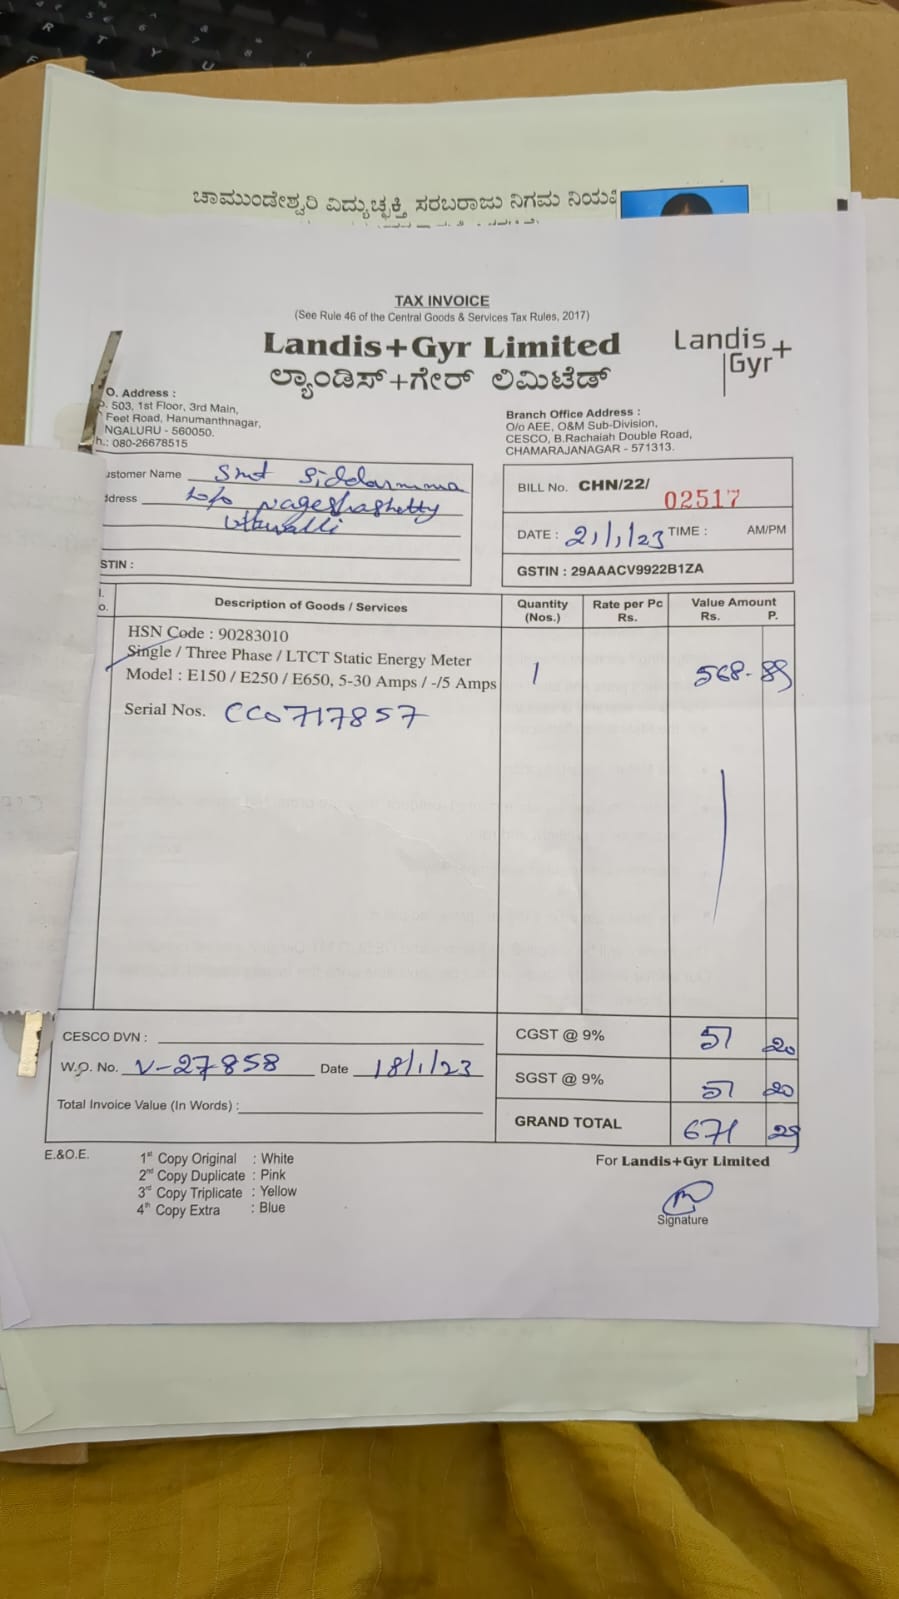 ಚಾಮುಂಡೇಶ್ವರಿ ವಿದ್ಯುಚ್ಛಕ್ತಿ ಸರಬರಾಜು ನಿಗಮ ನಿಯ
TAX INVOICE
(See Rule 46 of the Central Goods & Services Tax Rules, 2017)
Landis+Gyr Limited
ಲ್ಯಾಂಡಿಸ್+ಗೇರ್ ಲಿಮಿಟೆಡ್
Landis
Gyr+
O. Address :
503, 1st Floor, 3rd Main,
Feet Road, Hanumanthnagar,
NGALURU - 560050.
h.: 080-26678515
Branch Office Address :
O/o AEE, O&M Sub-Division,
CESCO, B.Rachaiah Double Road,
CHAMARAJANAGAR - 571313.
ustomer Name Smt Siddamma
ddress Nageshashetty
Uttuvalli
STIN :
BILL No. CHN/22/ 02517
DATE : 21/1/23 TIME : AM/PM
GSTIN : 29AAACV9922B1ZA
l. Description of Goods / Services Quantity Rate per Pc Value Amount
o. (Nos.) Rs. Rs. P.
HSN Code : 90283010
Single / Three Phase / LTCT Static Energy Meter
Model : E150 / E250 / E650, 5-30 Amps / -/5 Amps 1 568-89
Serial Nos. CC0717857
CESCO DVN : CGST @ 9% 51 20
W.O. No. V-27858 Date 18/1/23 SGST @ 9% 51 20
Total Invoice Value (In Words) : GRAND TOTAL 671 29
E.&O.E.
1st Copy Original : White
2nd Copy Duplicate : Pink
3rd Copy Triplicate : Yellow
4th Copy Extra : Blue
For Landis+Gyr Limited
Signature